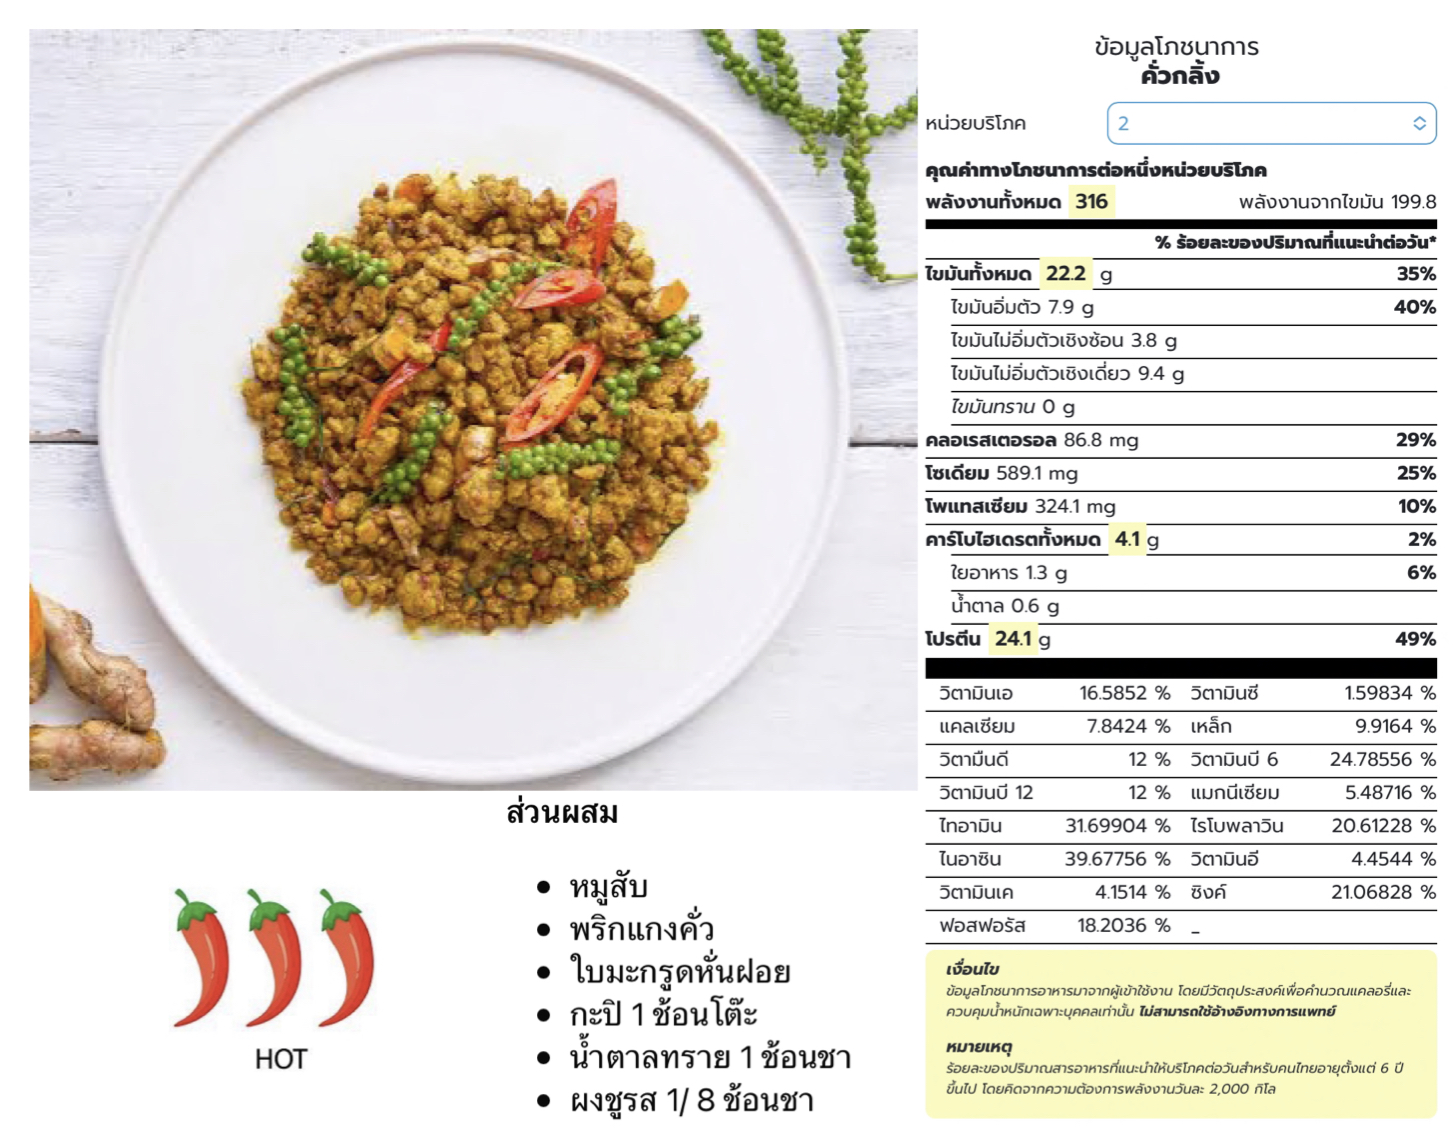 ข้อมูลโภชนาการ
คั่วกลิ้ง
หน่วยบริโภค 2
คุณค่าทางโภชนาการต่อหนึ่งหน่วยบริโภค
พลังงานทั้งหมด 316 พลังงานจากไขมัน 199.8
% ร้อยละของปริมาณที่แนะนำต่อวัน*
ไขมันทั้งหมด 22.2 g 35%
ไขมันอิ่มตัว 7.9 g 40%
ไขมันไม่อิ่มตัวเชิงซ้อน 3.8 g
ไขมันไม่อิ่มตัวเชิงเดี่ยว 9.4 g
ไขมันทราน 0 g
คลอเรสเตอรอล 86.8 mg 29%
โซเดียม 589.1 mg 25%
โพแทสเซียม 324.1 mg 10%
คาร์โบไฮเดรตทั้งหมด 4.1 g 2%
ใยอาหาร 1.3 g 6%
น้ำตาล 0.6 g
โปรตีน 24.1 g 49%
วิตามินเอ 16.5852 % วิตามินซี 1.59834 %
แคลเซียม 7.8424 % เหล็ก 9.9164 %
วิตามืนดี 12 % วิตามินบี 6 24.78556 %
วิตามินบี 12 12 % แมกนีเซียม 5.48716 %
ไทอามิน 31.69904 % ไรโบพลาวิน 20.61228 %
ไนอาซิน 39.67756 % วิตามินอี 4.4544 %
วิตามินเค 4.1514 % ซิงค์ 21.06828 %
ฟอสฟอรัส 18.2036 % _
เงื่อนไข
ข้อมูลโภชนาการอาหารมาจากผู้เข้าใช้งาน โดยมีวัตถุประสงค์เพื่อคำนวณแคลอรี่และ
ควบคุมน้ำหนักเฉพาะบุคคลเท่านั้น ไม่สามารถใช้อ้างอิงทางการแพทย์
หมายเหตุ
ร้อยละของปริมาณสารอาหารที่แนะนำให้บริโภคต่อวันสำหรับคนไทยอายุตั้งแต่ 6 ปี
ขึ้นไป โดยคิดจากความต้องการพลังงานวันละ 2,000 กิโล
ส่วนผสม
• หมูสับ
• พริกแกงคั่ว
• ใบมะกรูดหั่นฝอย
• กะปิ 1 ช้อนโต๊ะ
• น้ำตาลทราย 1 ช้อนชา
• ผงชูรส 1/ 8 ช้อนชา
HOT